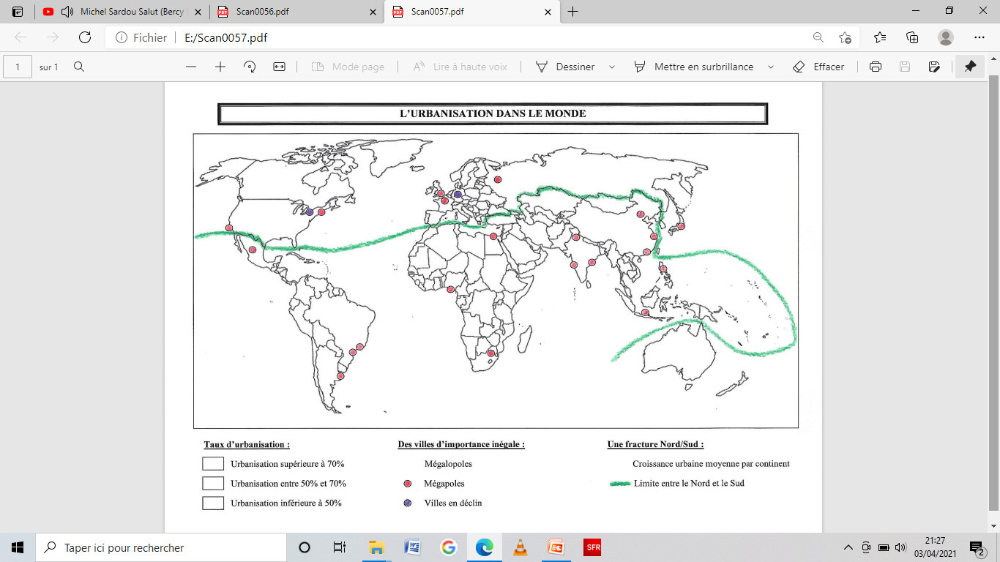 Michel Sardou Salut (Bercy
Scan0056.pdf
Scan0057.pdf
Fichier
E:/Scan0057.pdf
1
sur 1
Mode page
Lire à haute voix
Dessiner
Mettre en surbrillance
Effacer
L'URBANISATION DANS LE MONDE
Taux d'urbanisation :
Des villes d'importance inégale :
Une fracture Nord/Sud :
Urbanisation supérieure à 70%
Mégalopoles
Croissance urbaine moyenne par continent
Urbanisation entre 50% et 70%
Mégapoles
Limite entre le Nord et le Sud
Urbanisation inférieure à 50%
Villes en déclin
Taper ici pour rechercher
SFR
21:27
03/04/2021
2